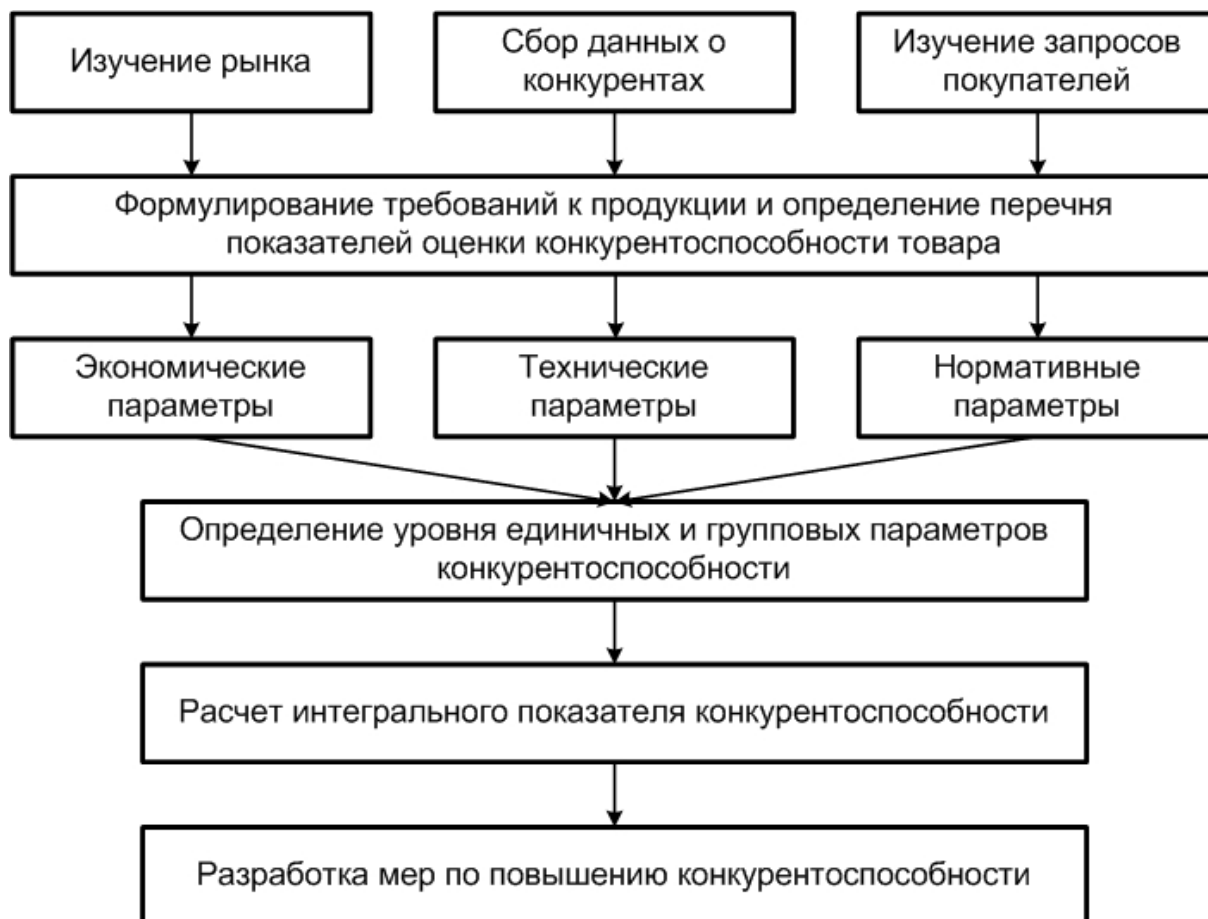 Изучение рынка
Сбор данных о
конкурентах
Изучение запросов
покупателей
Формулирование требований к продукции и определение перечня
показателей оценки конкурентоспособности товара
Экономические
параметры
Технические
параметры
Нормативные
параметры
Определение уровня единичных и групповых параметров
конкурентоспособности
Расчет интегрального показателя конкурентоспособности
Разработка мер по повышению конкурентоспособности